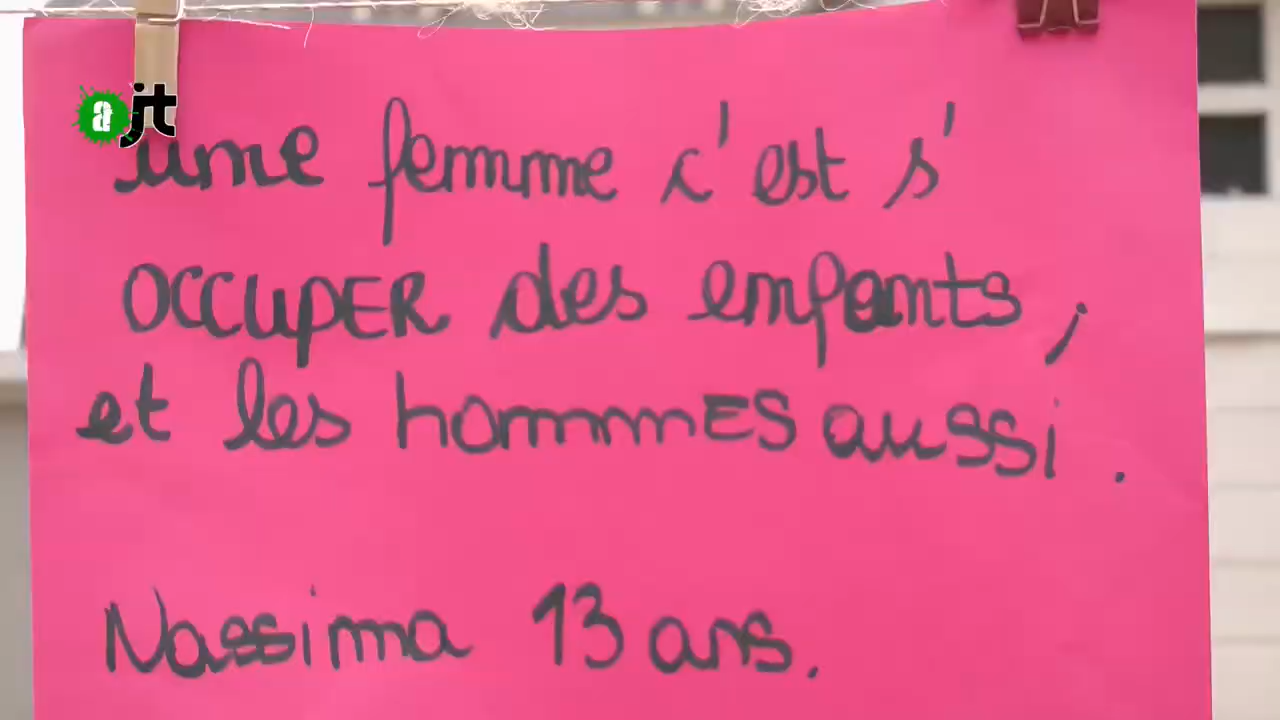 ajt
une femme c'est s'
OCCUPER des enfants,
et les hommES aussi.
Nassima 13 ans.